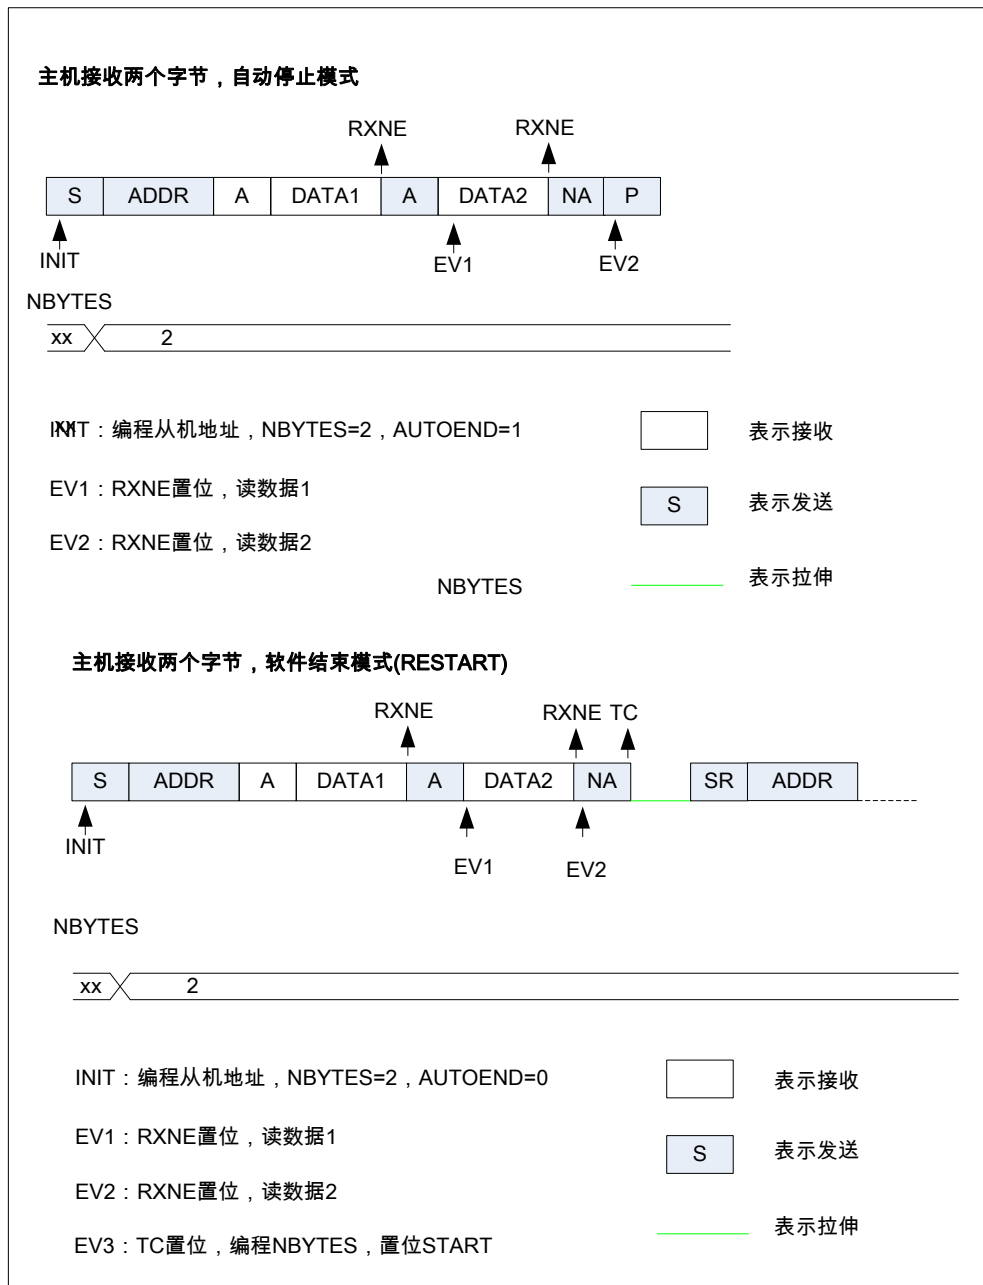 主机接收两个字节，自动停止模式
RXNE RXNE
S ADDR A DATA1 A DATA2 NA P
INIT EV1 EV2
NBYTES
xx 2
INIT：编程从机地址，NBYTES=2，AUTOEND=1
xx
表示接收
EV1：RXNE置位，读数据1
S 表示发送
EV2：RXNE置位，读数据2
NBYTES
表示拉伸
主机接收两个字节，软件结束模式(RESTART)
RXNE RXNE TC
S ADDR A DATA1 A DATA2 NA SR ADDR
INIT EV1 EV2
NBYTES
xx 2
INIT：编程从机地址，NBYTES=2，AUTOEND=0
表示接收
EV1：RXNE置位，读数据1
S 表示发送
EV2：RXNE置位，读数据2
表示拉伸
EV3：TC置位，编程NBYTES，置位START